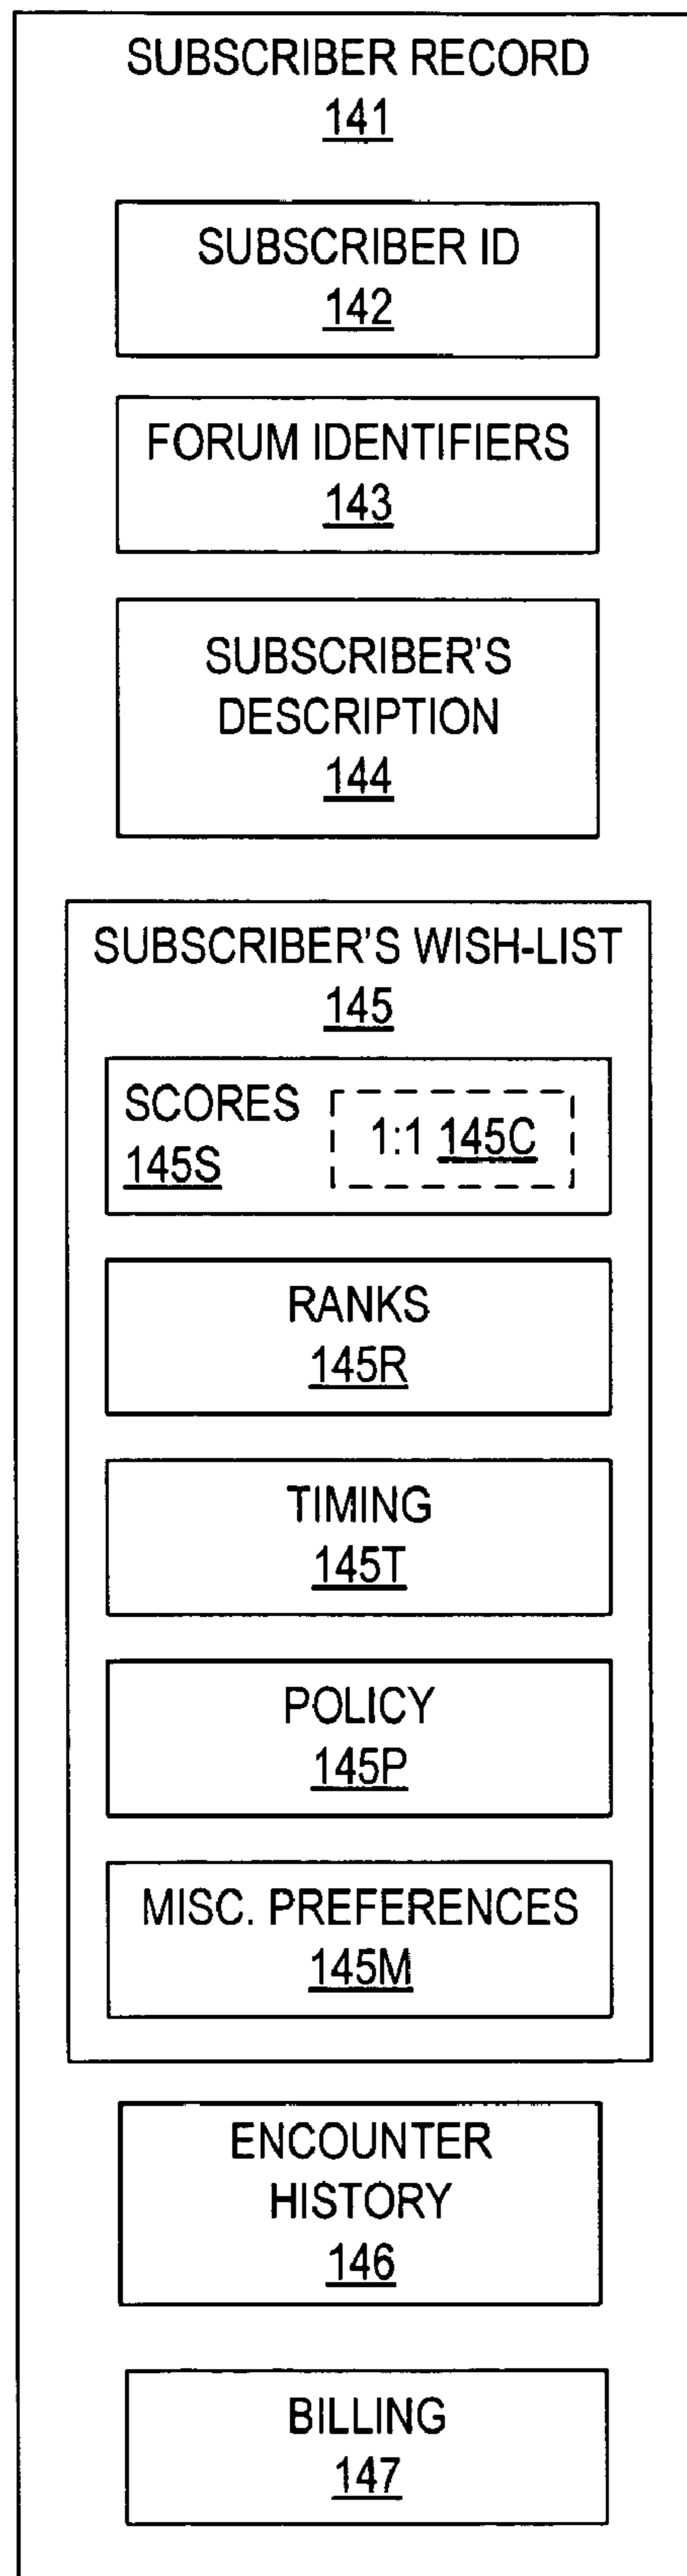 SUBSCRIBER RECORD
141
SUBSCRIBER ID
142
FORUM IDENTIFIERS
143
SUBSCRIBER'S
DESCRIPTION
144
SUBSCRIBER'S WISH-LIST
145
SCORES
145S
1:1 145C
RANKS
145R
TIMING
145T
POLICY
145P
MISC. PREFERENCES
145M
ENCOUNTER
HISTORY
146
BILLING
147